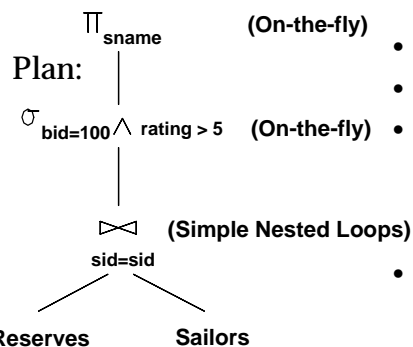 π sname (On-the-fly)
Plan:
σ bid=100 ∧ rating > 5 (On-the-fly)
⋈ (Simple Nested Loops)
sid=sid
Reserves Sailors